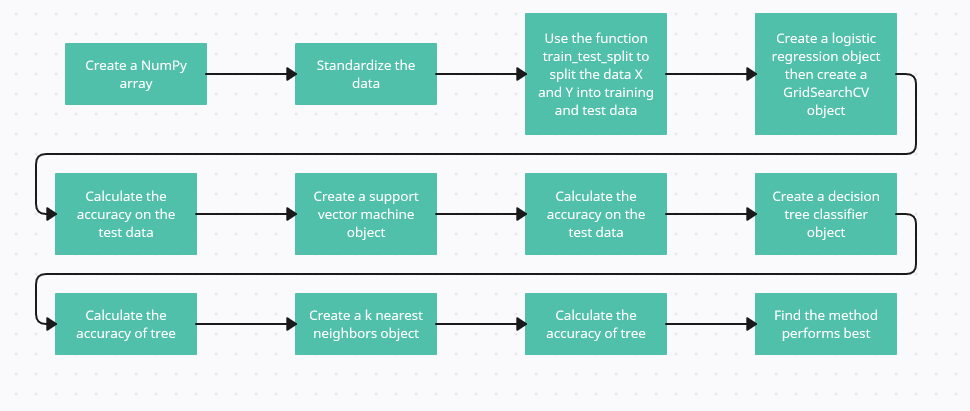 Create a NumPy
array
Standardize the
data
Use the function
train_test_split to
split the data X
and Y into training
and test data
Create a logistic
regression object
then create a
GridSearchCV
object
Calculate the
accuracy on the
test data
Create a support
vector machine
object
Calculate the
accuracy on the
test data
Create a decision
tree classifier
object
Calculate the
accuracy of tree
Create a k nearest
neighbors object
Calculate the
accuracy of tree
Find the method
performs best